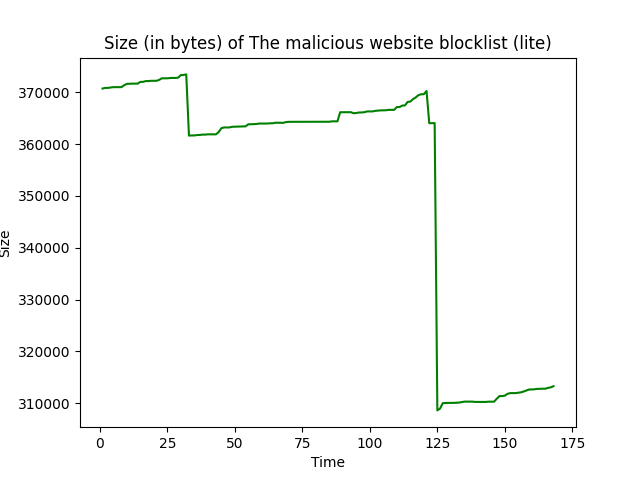 Size (in bytes) of The malicious website blocklist (lite)
370000
360000
350000
340000
330000
320000
310000
Size
0 25 50 75 100 125 150 175
Time